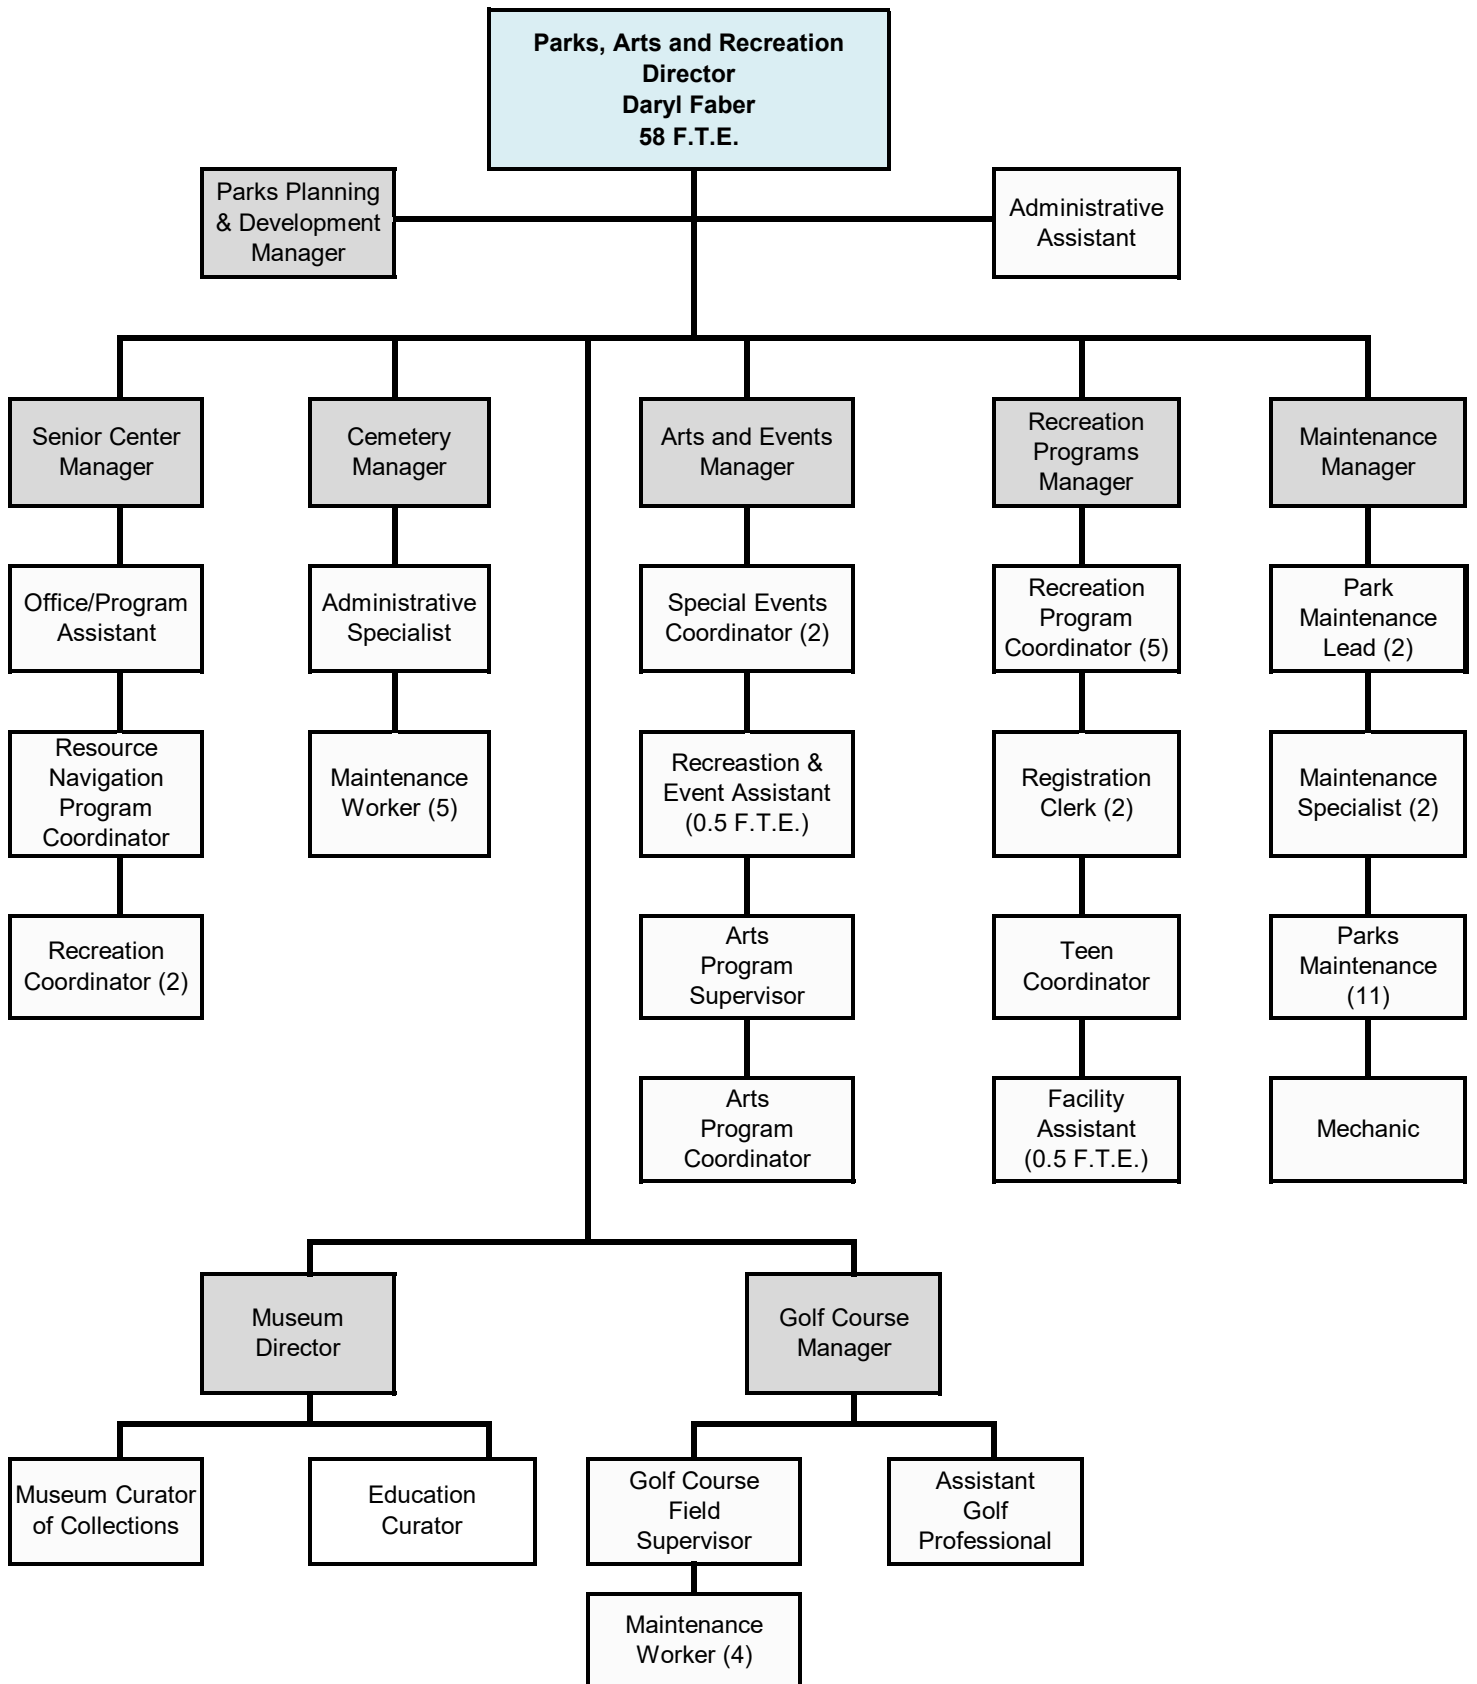 Parks, Arts and Recreation
Director
Daryl Faber
58 F.T.E.
Parks Planning
& Development
Manager
Administrative
Assistant
Senior Center
Manager
Cemetery
Manager
Arts and Events
Manager
Recreation
Programs
Manager
Maintenance
Manager
Office/Program
Assistant
Administrative
Specialist
Special Events
Coordinator (2)
Recreation
Program
Coordinator (5)
Park
Maintenance
Lead (2)
Resource
Navigation
Program
Coordinator
Maintenance
Worker (5)
Recreastion &
Event Assistant
(0.5 F.T.E.)
Registration
Clerk (2)
Maintenance
Specialist (2)
Recreation
Coordinator (2)
Arts
Program
Supervisor
Teen
Coordinator
Parks
Maintenance
(11)
Arts
Program
Coordinator
Facility
Assistant
(0.5 F.T.E.)
Mechanic
Museum
Director
Golf Course
Manager
Museum Curator
of Collections
Education
Curator
Golf Course
Field
Supervisor
Assistant
Golf
Professional
Maintenance
Worker (4)